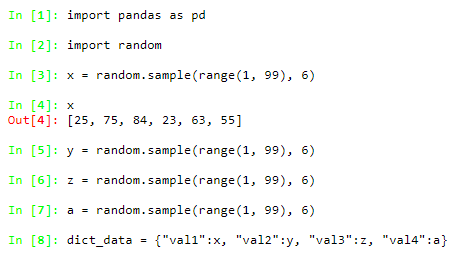 In [1]: import pandas as pd
In [2]: import random
In [3]: x = random.sample(range(1, 99), 6)
In [4]: x
Out[4]: [25, 75, 84, 23, 63, 55]
In [5]: y = random.sample(range(1, 99), 6)
In [6]: z = random.sample(range(1, 99), 6)
In [7]: a = random.sample(range(1, 99), 6)
In [8]: dict_data = {"val1":x, "val2":y, "val3":z, "val4":a}